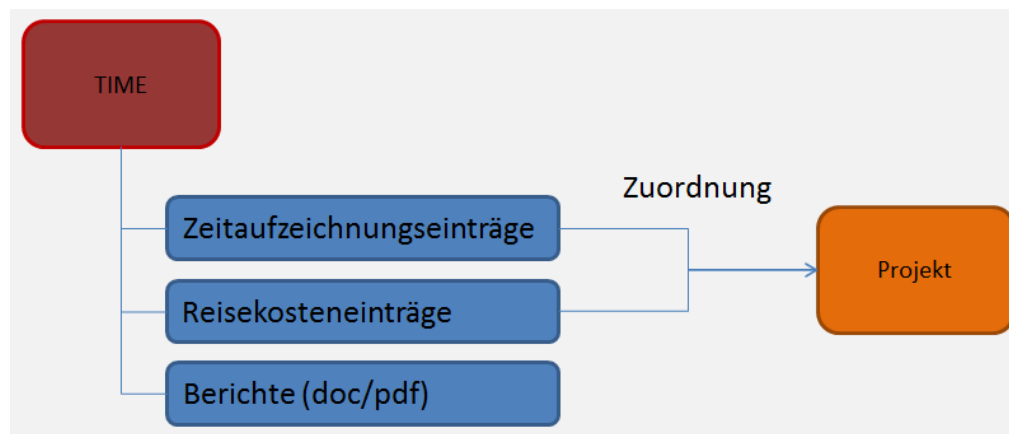 TIME
Zuordnung
Zeitaufzeichnungseinträge
Projekt
Reisekosteneinträge
Berichte (doc/pdf)